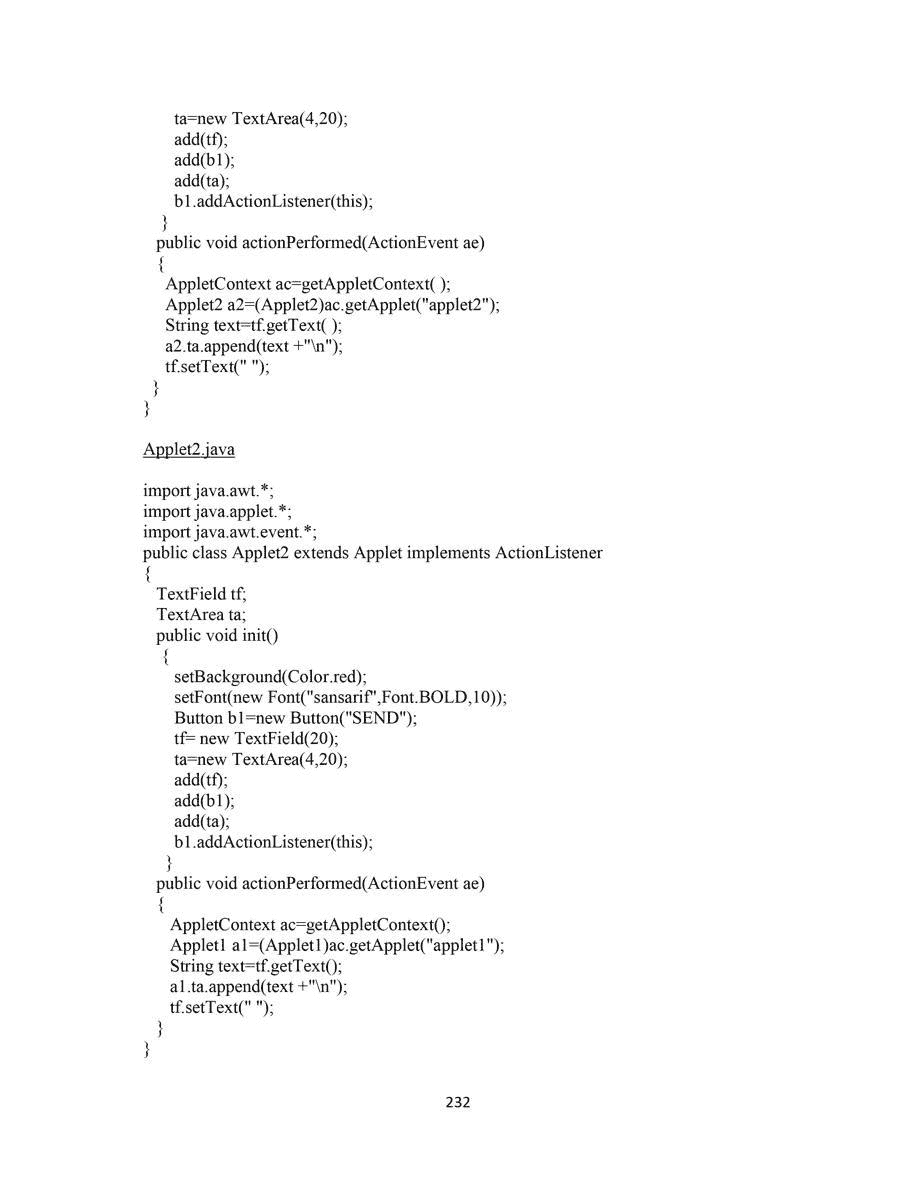 ta=new TextArea(4,20);
add(tf);
add(b1);
add(ta);
b1.addActionListener(this);
}
public void actionPerformed(ActionEvent ae)
{
AppletContext ac=getAppletContext( );
Applet2 a2=(Applet2)ac.getApplet("applet2");
String text=tf.getText( );
a2.ta.append(text +"\n");
tf.setText(" ");
}
}
Applet2.java
import java.awt.*;
import java.applet.*;
import java.awt.event.*;
public class Applet2 extends Applet implements ActionListener
{
TextField tf;
TextArea ta;
public void init()
{
setBackground(Color.red);
setFont(new Font("sansarif",Font.BOLD,10));
Button b1=new Button("SEND");
tf= new TextField(20);
ta=new TextArea(4,20);
add(tf);
add(b1);
add(ta);
b1.addActionListener(this);
}
public void actionPerformed(ActionEvent ae)
{
AppletContext ac=getAppletContext();
Applet1 a1=(Applet1)ac.getApplet("applet1");
String text=tf.getText();
a1.ta.append(text +"\n");
tf.setText(" ");
}
}
232